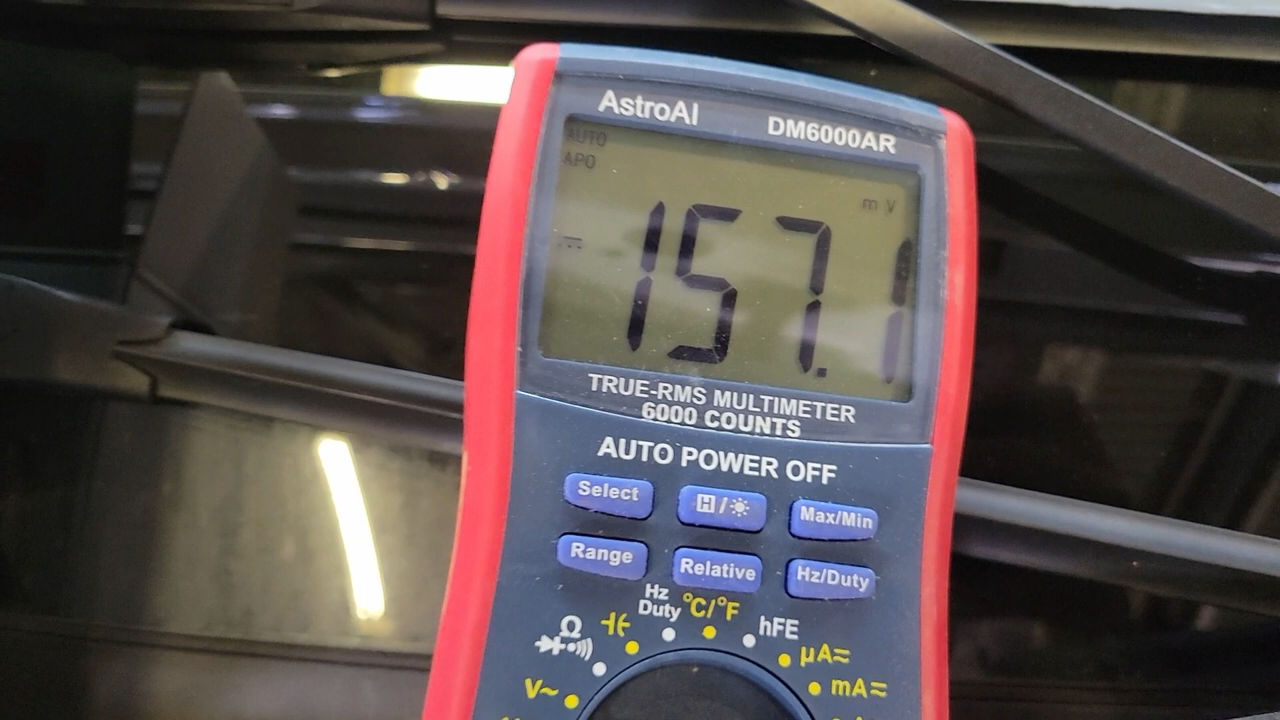 AstroAI
DM6000AR
AUTO
APO
m V
157.1
TRUE-RMS MULTIMETER
6000 COUNTS
AUTO POWER OFF
Select
H/☀
Max/Min
Range
Relative
Hz/Duty
Hz
Duty
°C/°F
hFE
Ω
µA≂
mA≂
V~